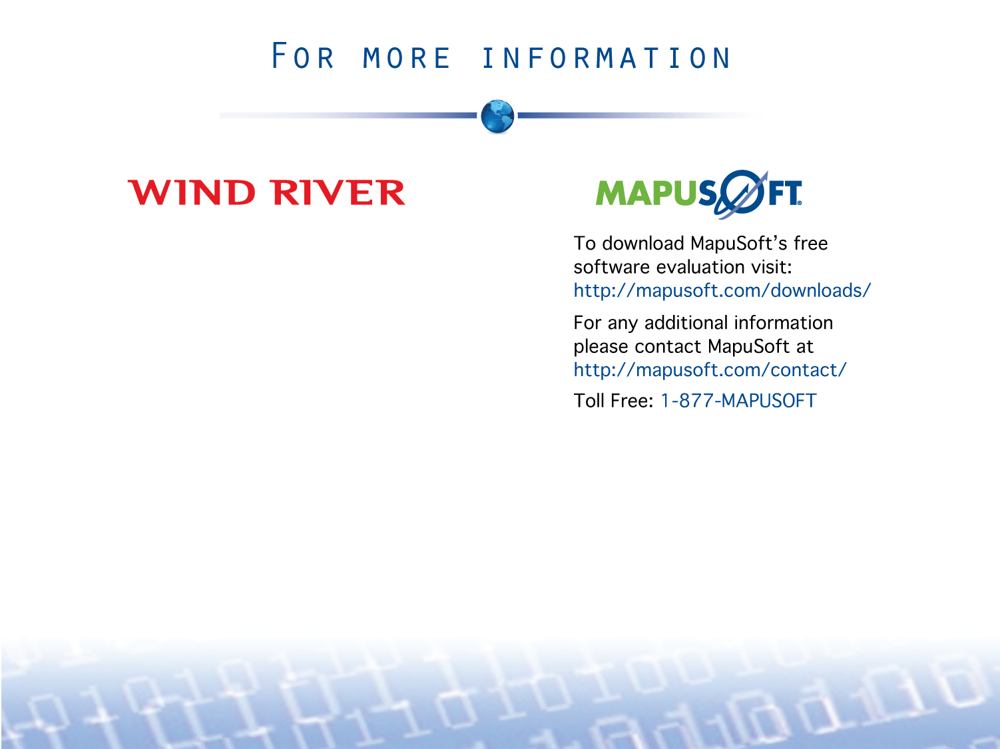 For more information
WIND RIVER
MAPUSOFT®
To download MapuSoft’s free
software evaluation visit:
http://mapusoft.com/downloads/
For any additional information
please contact MapuSoft at
http://mapusoft.com/contact/
Toll Free: 1-877-MAPUSOFT